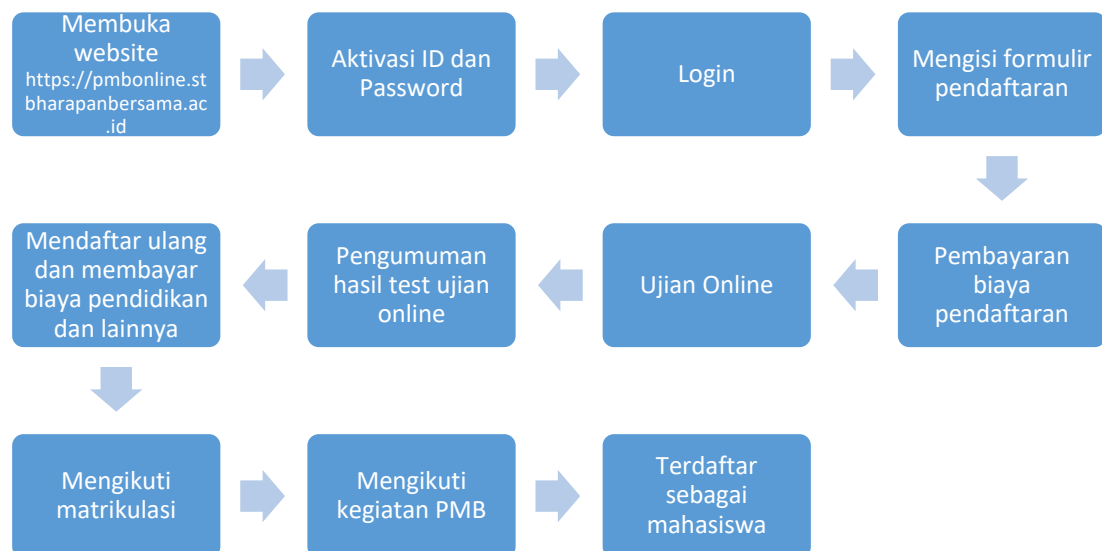 Membuka
website
https://pmbonline.st
bharapanbersama.ac
.id
Aktivasi ID dan
Password
Login
Mengisi formulir
pendaftaran
Pembayaran
biaya
pendaftaran
Ujian Online
Pengumuman
hasil test ujian
online
Mendaftar ulang
dan membayar
biaya pendidikan
dan lainnya
Mengikuti
matrikulasi
Mengikuti
kegiatan PMB
Terdaftar
sebagai
mahasiswa